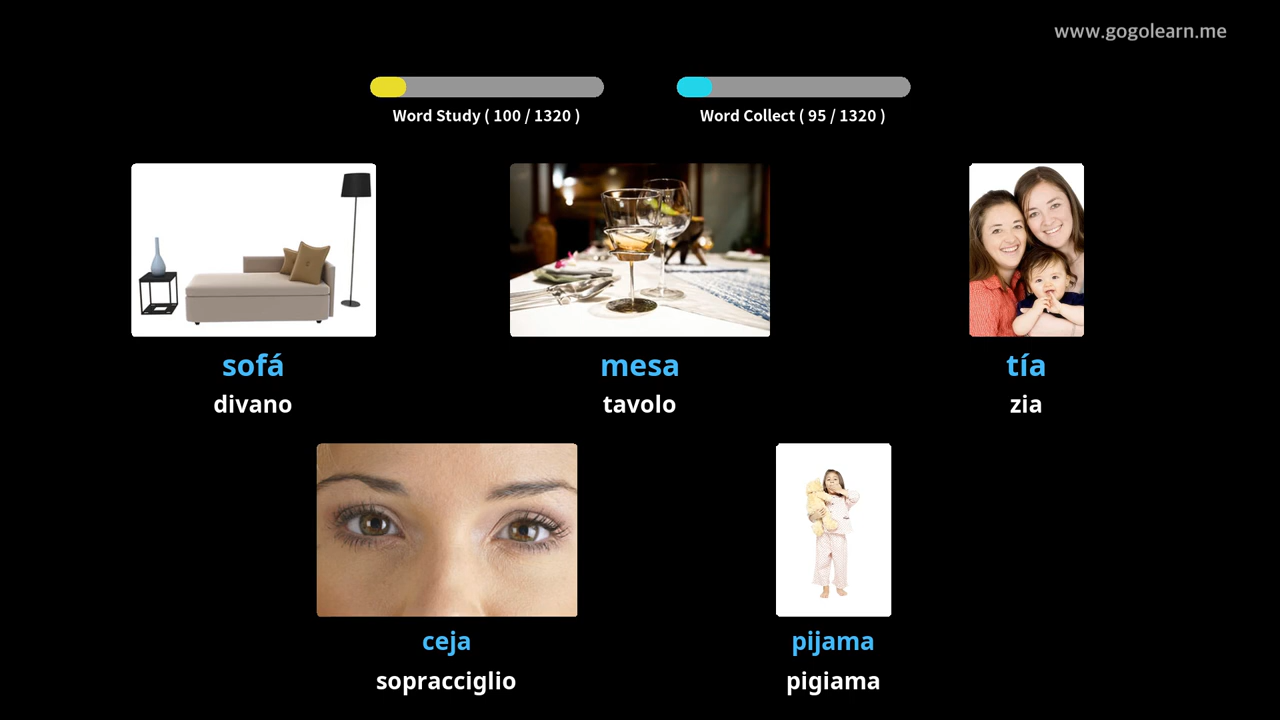 www.gogolearn.me
Word Study ( 100 / 1320 )
Word Collect ( 95 / 1320 )
sofá
divano
mesa
tavolo
tía
zia
ceja
sopracciglio
pijama
pigiama